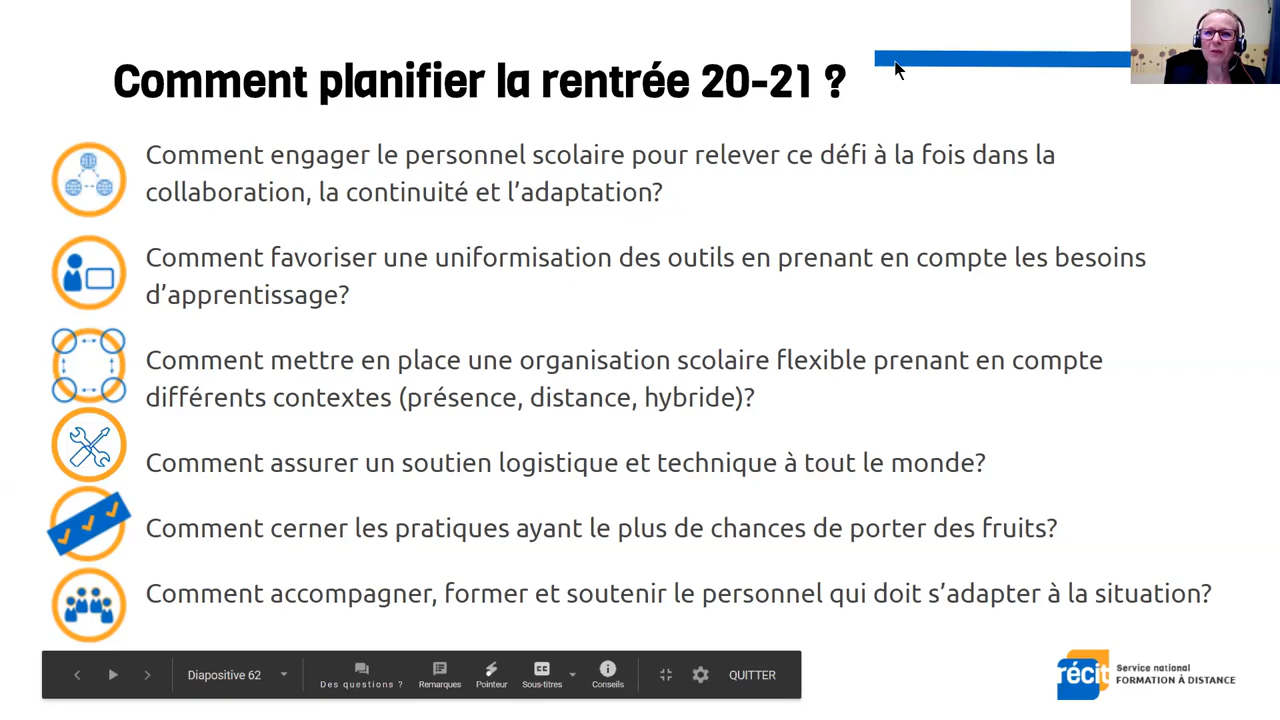 Comment planifier la rentrée 20-21 ?
Comment engager le personnel scolaire pour relever ce défi à la fois dans la
collaboration, la continuité et l’adaptation?
Comment favoriser une uniformisation des outils en prenant en compte les besoins
d’apprentissage?
Comment mettre en place une organisation scolaire flexible prenant en compte
différents contextes (présence, distance, hybride)?
Comment assurer un soutien logistique et technique à tout le monde?
Comment cerner les pratiques ayant le plus de chances de porter des fruits?
Comment accompagner, former et soutenir le personnel qui doit s’adapter à la situation?
Diapositive 62
Des questions ?
Remarques
Pointeur
CC
Sous-titres
Conseils
QUITTER
récit
Service national
FORMATION À DISTANCE